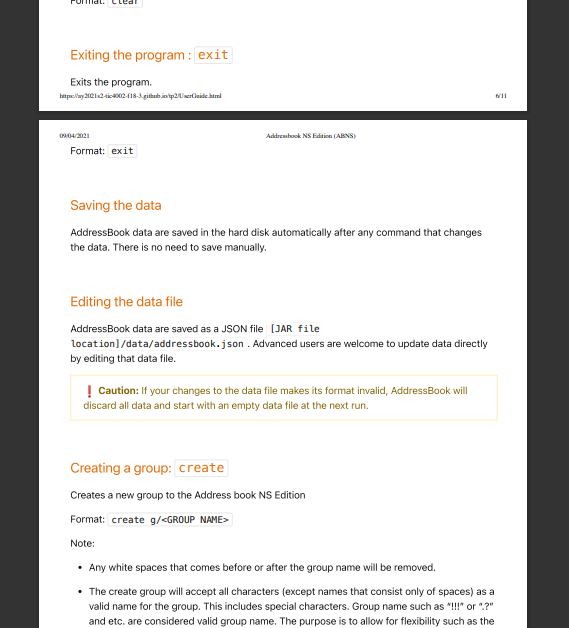 Format: clear
Exiting the program : exit
Exits the program.
https://ay2021s2-tic4002-f18-3.github.io/tp2/UserGuide.html 6/11
09/04/2021 Addressbook NS Edition (ABNS)
Format: exit
Saving the data
AddressBook data are saved in the hard disk automatically after any command that changes
the data. There is no need to save manually.
Editing the data file
AddressBook data are saved as a JSON file [JAR file
location]/data/addressbook.json . Advanced users are welcome to update data directly
by editing that data file.
❗ Caution: If your changes to the data file makes its format invalid, AddressBook will
discard all data and start with an empty data file at the next run.
Creating a group: create
Creates a new group to the Address book NS Edition
Format: create g/<GROUP NAME>
Note:
• Any white spaces that comes before or after the group name will be removed.
• The create group will accept all characters (except names that consist only of spaces) as a
valid name for the group. This includes special characters. Group name such as “!!!” or “.?”
and etc. are considered valid group name. The purpose is to allow for flexibility such as the